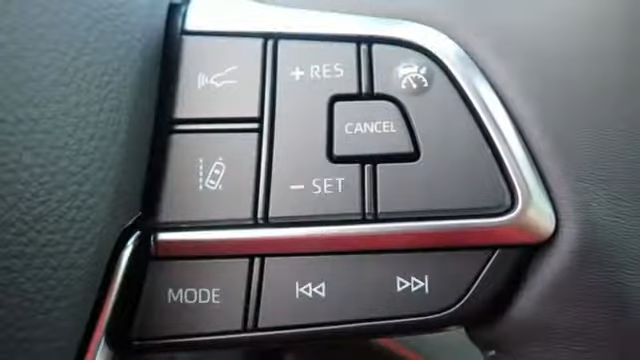 + RES
CANCEL
– SET
MODE